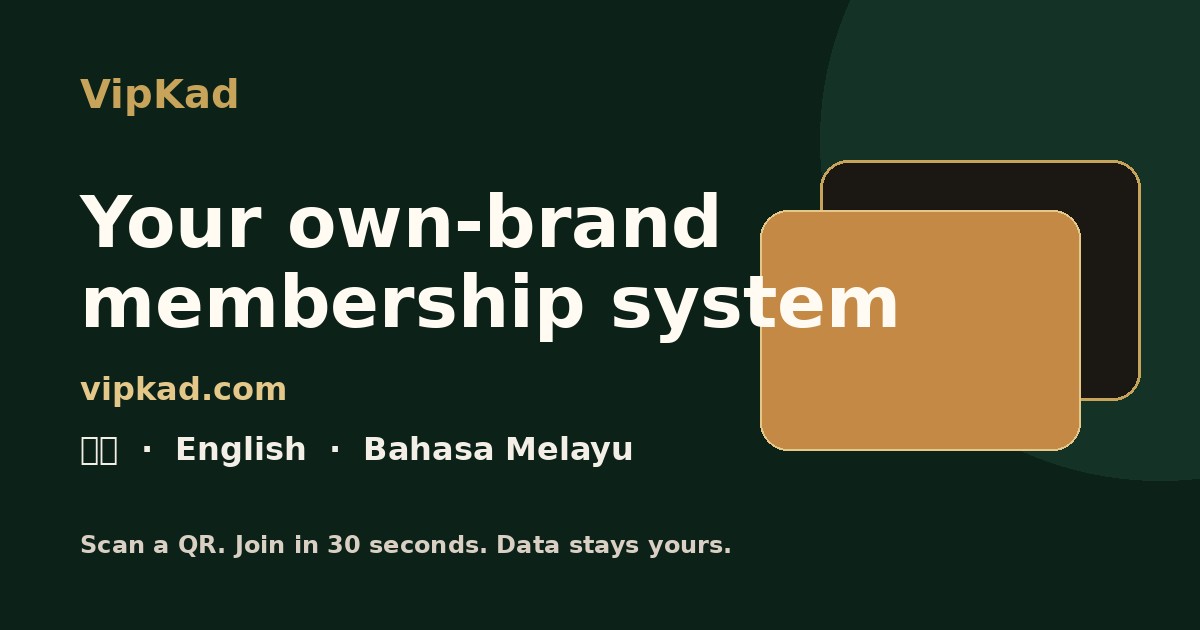 VipKad
Your own-brand
membership system
vipkad.com
· English · Bahasa Melayu
Scan a QR. Join in 30 seconds. Data stays yours.